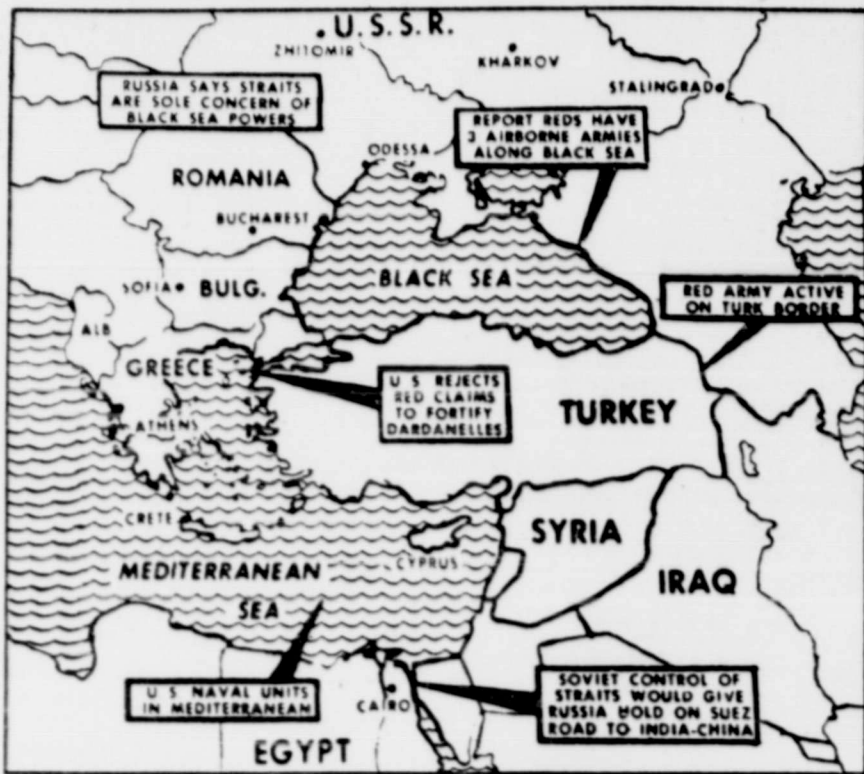 U.S.S.R.
ZHITOMIR
KHARKOV
STALINGRAD
RUSSIA SAYS STRAITS
ARE SOLE CONCERN OF
BLACK SEA POWERS
REPORT REDS HAVE
3 AIRBORNE ARMIES
ALONG BLACK SEA
ODESSA
ROMANIA
BUCHAREST
BLACK SEA
SOFIA
BULG.
RED ARMY ACTIVE
ON TURK BORDER
ALB
GREECE
U S REJECTS
RED CLAIMS
TO FORTIFY
DARDANELLES
TURKEY
ATHENS
CRETE
SYRIA
CYPRUS
MEDITERRANEAN
SEA
IRAQ
U S NAVAL UNITS
IN MEDITERRANEAN
CAIRO
SOVIET CONTROL OF
STRAITS WOULD GIVE
RUSSIA HOLD ON SUEZ
ROAD TO INDIA-CHINA
EGYPT